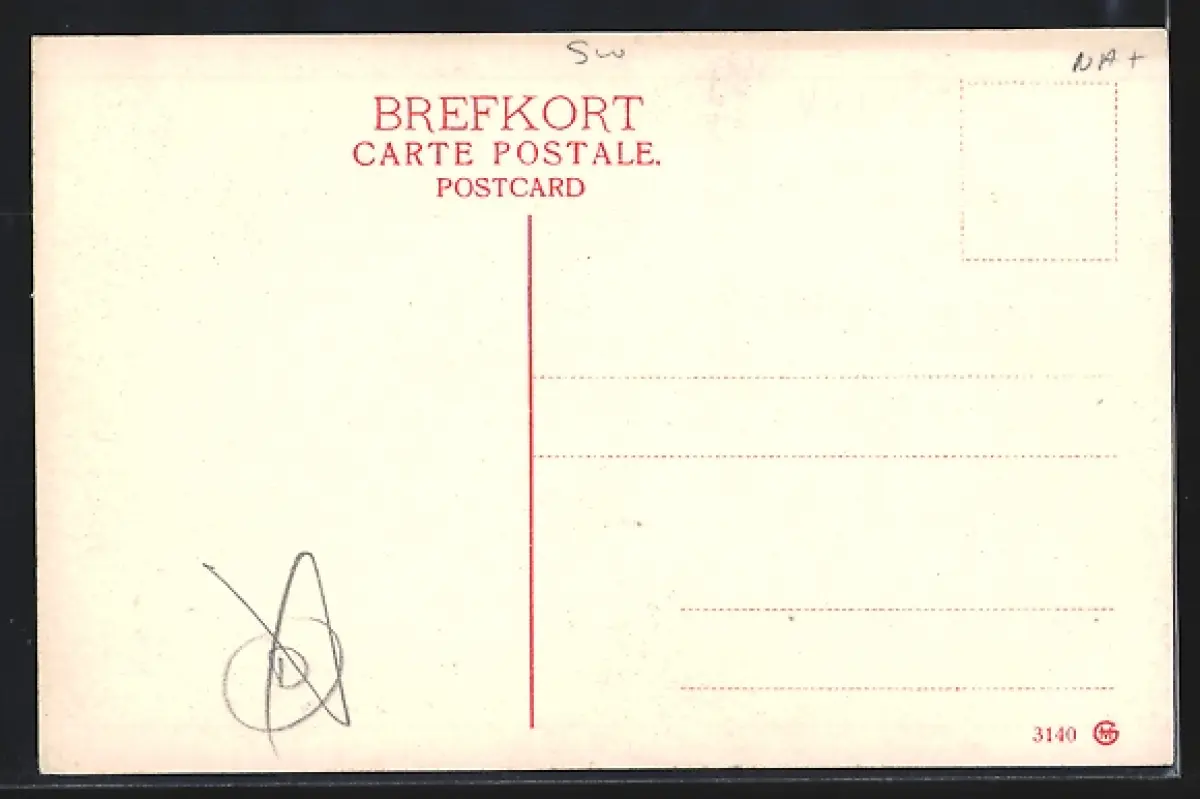 SW
NA+
BREFKORT
CARTE POSTALE.
POSTCARD
3140